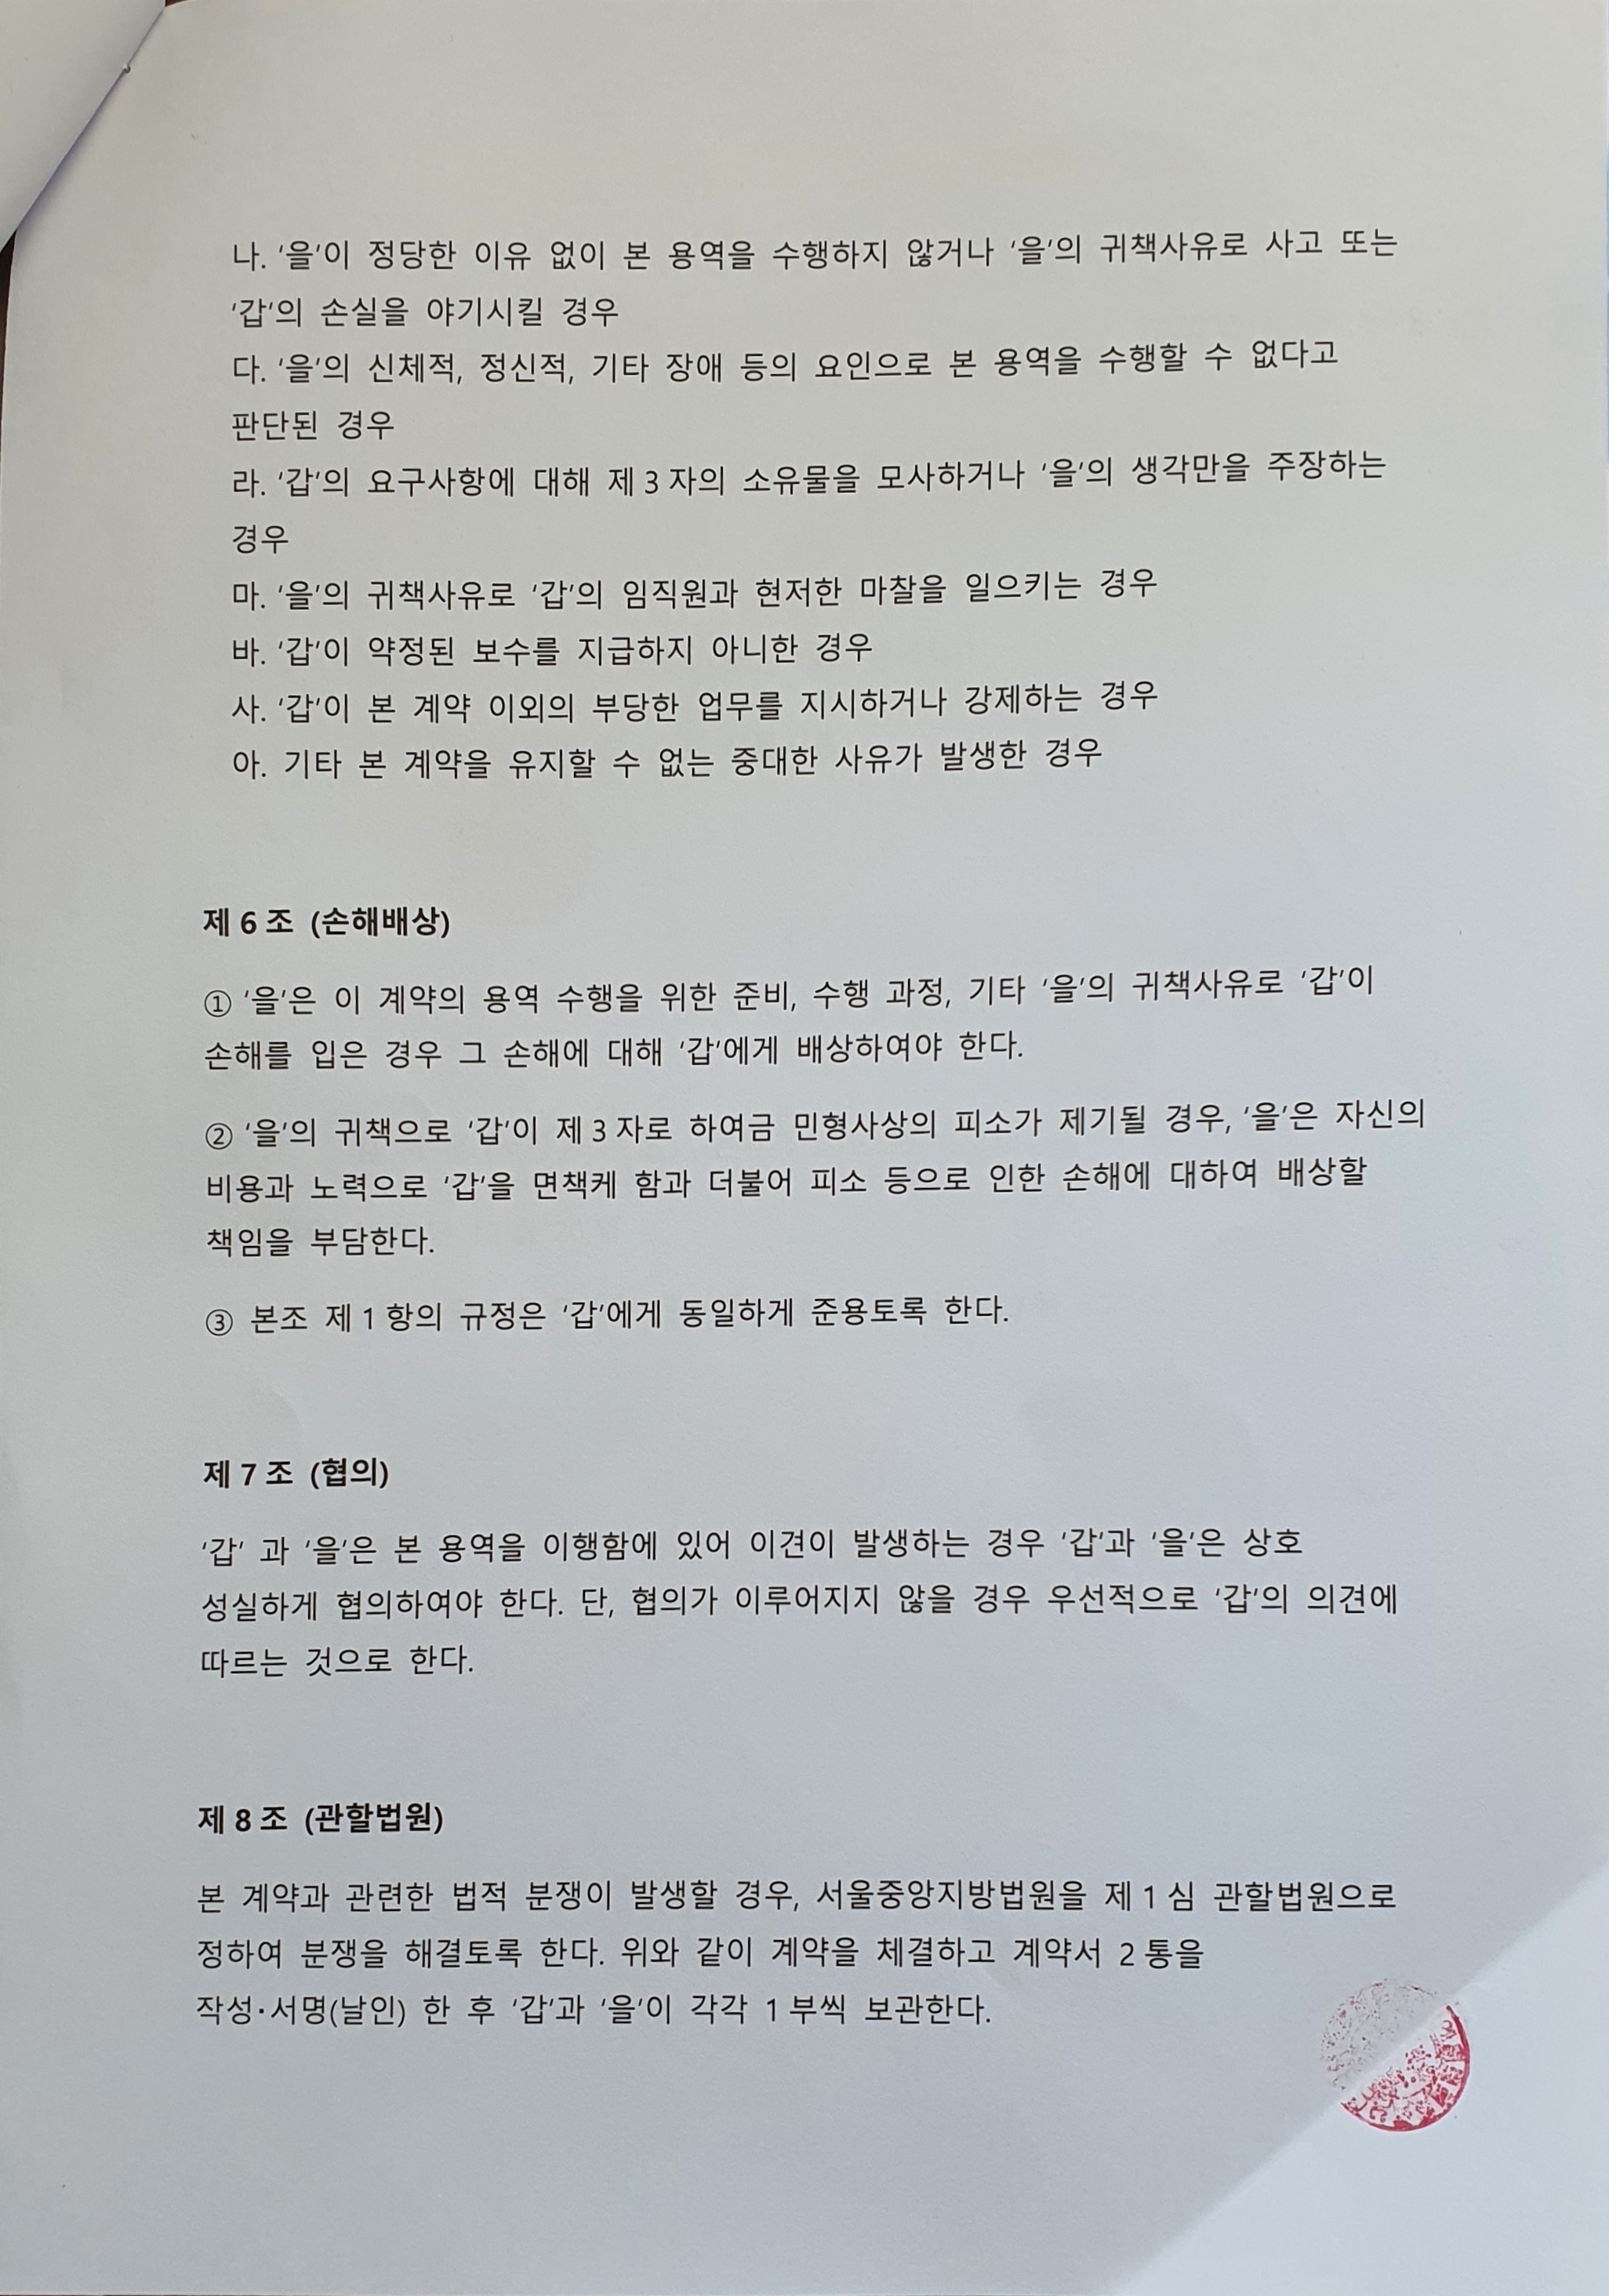 나. ‘을’이 정당한 이유 없이 본 용역을 수행하지 않거나 ‘을’의 귀책사유로 사고 또는
‘갑’의 손실을 야기시킬 경우
다. ‘을’의 신체적, 정신적, 기타 장애 등의 요인으로 본 용역을 수행할 수 없다고
판단된 경우
라. ‘갑’의 요구사항에 대해 제3자의 소유물을 모사하거나 ‘을’의 생각만을 주장하는
경우
마. ‘을’의 귀책사유로 ‘갑’의 임직원과 현저한 마찰을 일으키는 경우
바. ‘갑’이 약정된 보수를 지급하지 아니한 경우
사. ‘갑’이 본 계약 이외의 부당한 업무를 지시하거나 강제하는 경우
아. 기타 본 계약을 유지할 수 없는 중대한 사유가 발생한 경우
제6조 (손해배상)
① ‘을’은 이 계약의 용역 수행을 위한 준비, 수행 과정, 기타 ‘을’의 귀책사유로 ‘갑’이
손해를 입은 경우 그 손해에 대해 ‘갑’에게 배상하여야 한다.
② ‘을’의 귀책으로 ‘갑’이 제3자로 하여금 민형사상의 피소가 제기될 경우, ‘을’은 자신의
비용과 노력으로 ‘갑’을 면책케 함과 더불어 피소 등으로 인한 손해에 대하여 배상할
책임을 부담한다.
③ 본조 제1항의 규정은 ‘갑’에게 동일하게 준용토록 한다.
제7조 (협의)
‘갑’ 과 ‘을’은 본 용역을 이행함에 있어 이견이 발생하는 경우 ‘갑’과 ‘을’은 상호
성실하게 협의하여야 한다. 단, 협의가 이루어지지 않을 경우 우선적으로 ‘갑’의 의견에
따르는 것으로 한다.
제8조 (관할법원)
본 계약과 관련한 법적 분쟁이 발생할 경우, 서울중앙지방법원을 제1심 관할법원으로
정하여 분쟁을 해결토록 한다. 위와 같이 계약을 체결하고 계약서 2통을
작성·서명(날인) 한 후 ‘갑’과 ‘을’이 각각 1부씩 보관한다.